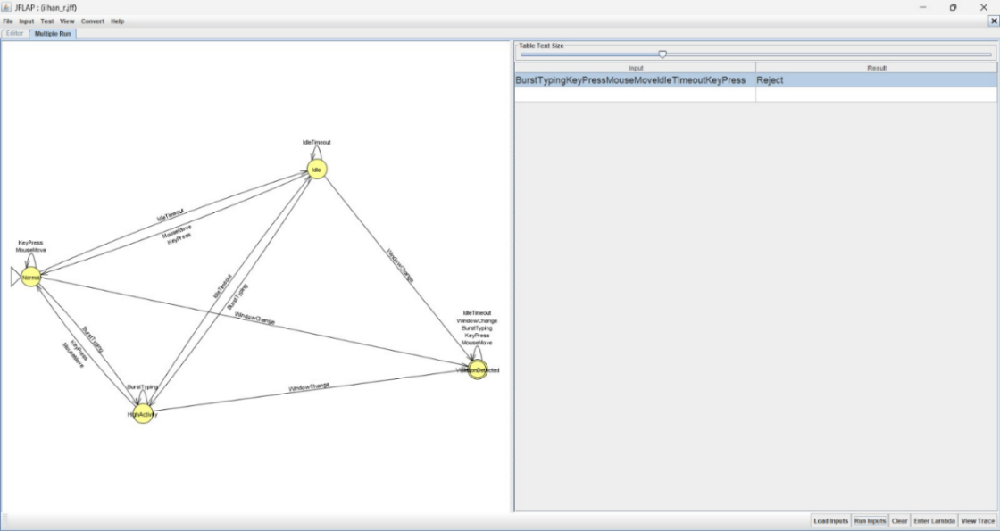 JFLAP : (ilhan_r.jff)
File Input Test View Convert Help
Editor Multiple Run
Table Text Size
Input Result
BurstTypingKeyPressMouseMoveIdleTimeoutKeyPress Reject
IdleTimeout
Idle
IdleTimeout
MouseMove
KeyPress
KeyPress
MouseMove
Normal
WindowChange
IdleTimeout
BurstTyping
WindowChange
BurstTyping
KeyPress
MouseMove
IdleTimeout
WindowChange
BurstTyping
KeyPress
MouseMove
ViolationDetected
BurstTyping
HighActivity
WindowChange
Load Inputs Run Inputs Clear Enter Lambda View Trace